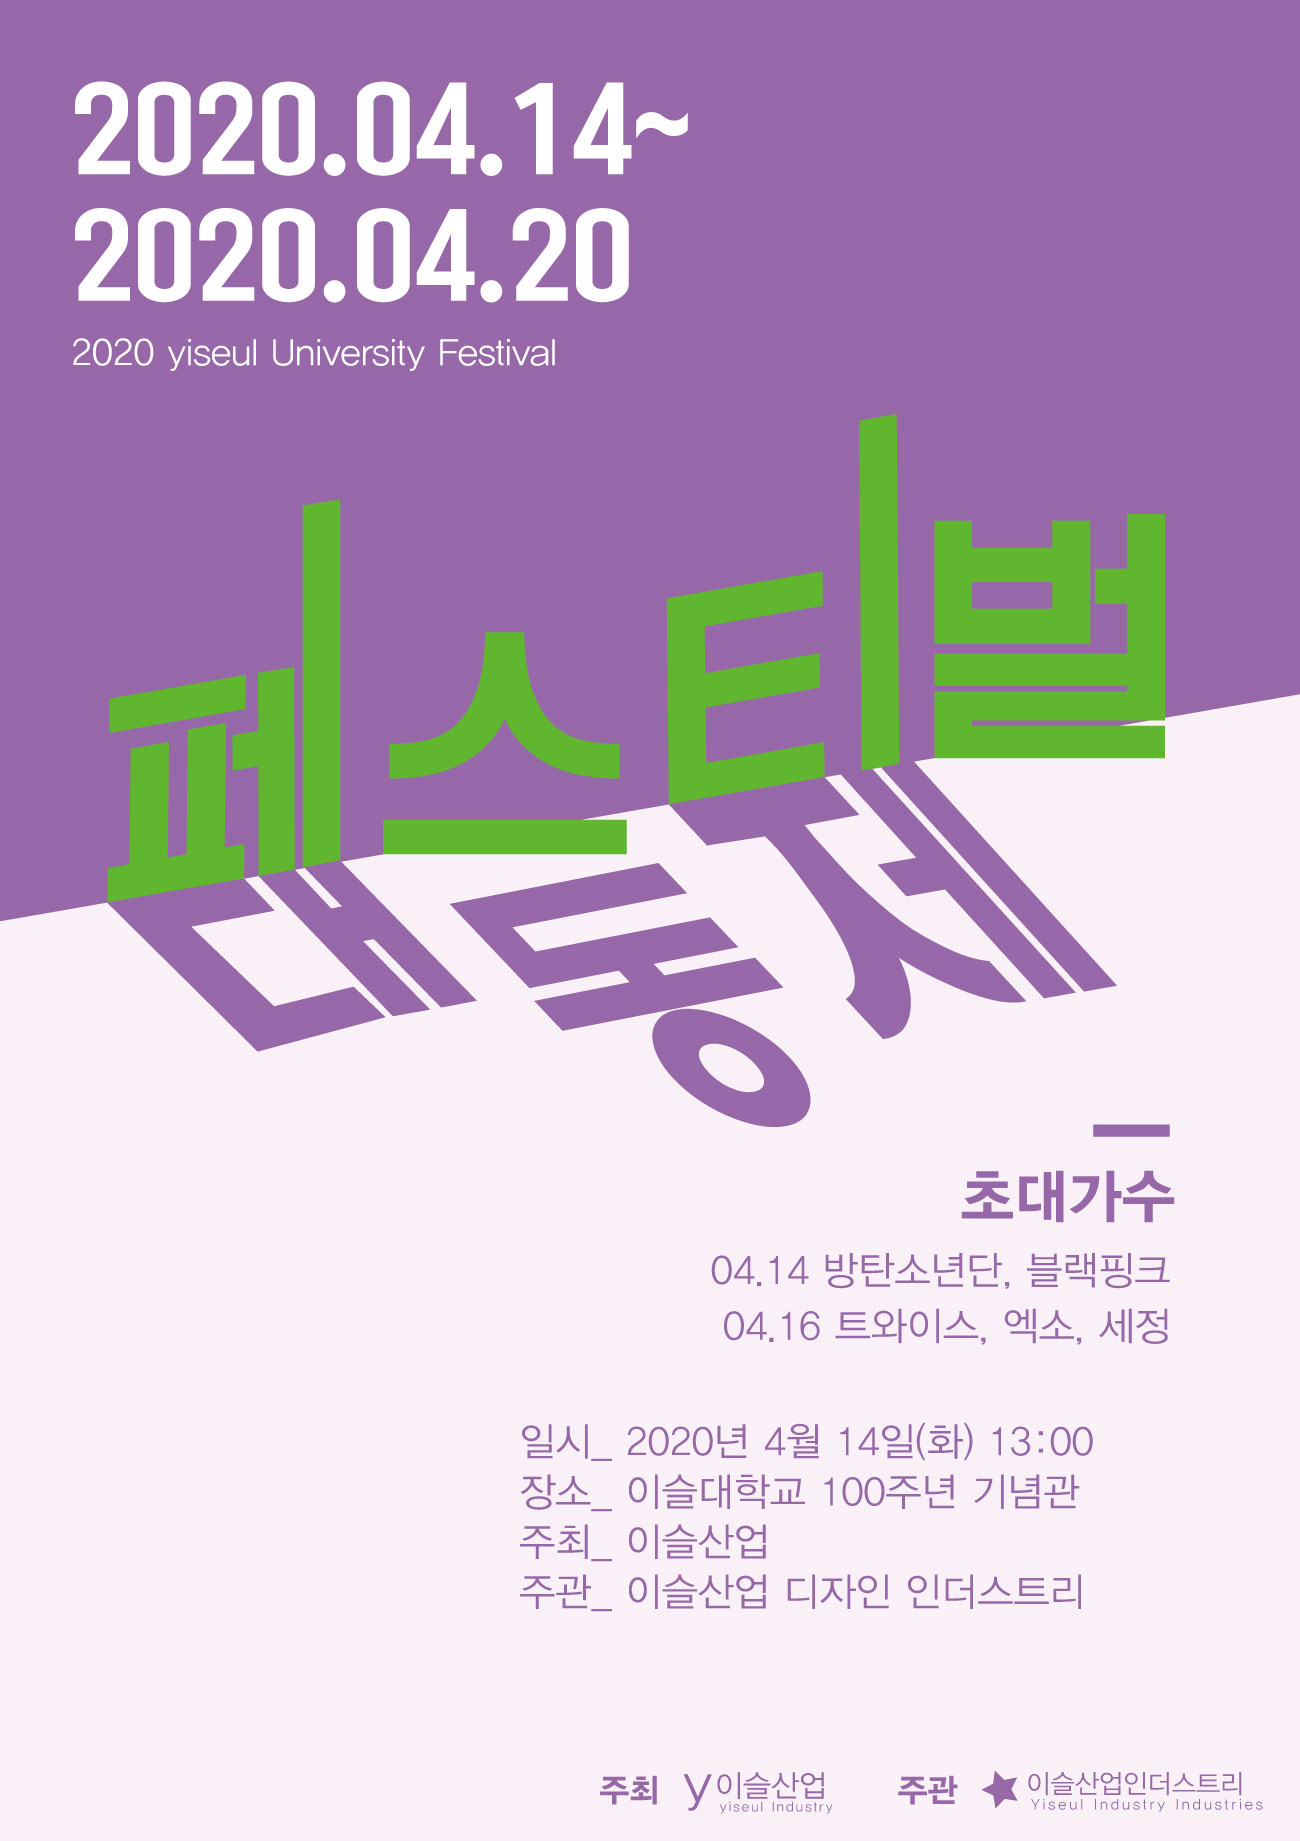 2020.04.14~
2020.04.20
2020 yiseul University Festival
페스티벌
대동제
초대가수
04.14 방탄소년단, 블랙핑크
04.16 트와이스, 엑소, 세정
일시_ 2020년 4월 14일(화) 13:00
장소_ 이슬대학교 100주년 기념관
주최_ 이슬산업
주관_ 이슬산업 디자인 인더스트리
주최 y이슬산업 주관 이슬산업인더스트리
yiseul Industry Yiseul Industry Industries